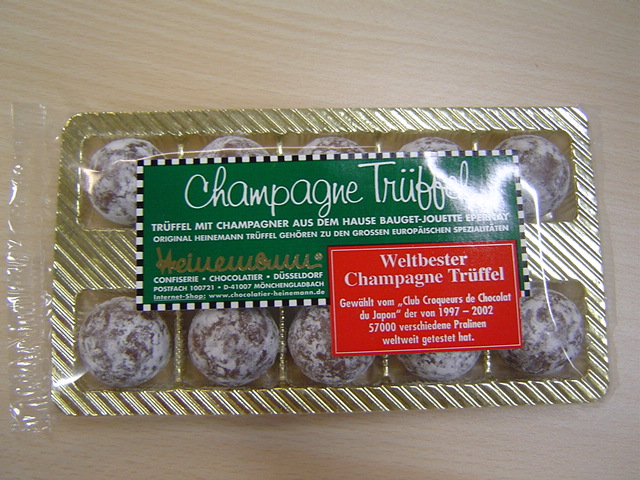 Champagne Trüffel
TRÜFFEL MIT CHAMPAGNER AUS DEM HAUSE BAUGET-JOUETTE EPERNAY
ORIGINAL HEINEMANN TRÜFFEL GEHÖREN ZU DEN GROSSEN EUROPÄISCHEN SPEZIALITÄTEN
Heinemann®
CONFISERIE • CHOCOLATIER • DÜSSELDORF
POSTFACH 100721 • D-41007 MÖNCHENGLADBACH
Internet-Shop: www.chocolatier-heinemann.de
Weltbester
Champagne Trüffel
Gewählt vom „Club Croqueurs de Chocolat
du Japon" der von 1997 – 2002
57000 verschiedene Pralinen
weltweit getestet hat.